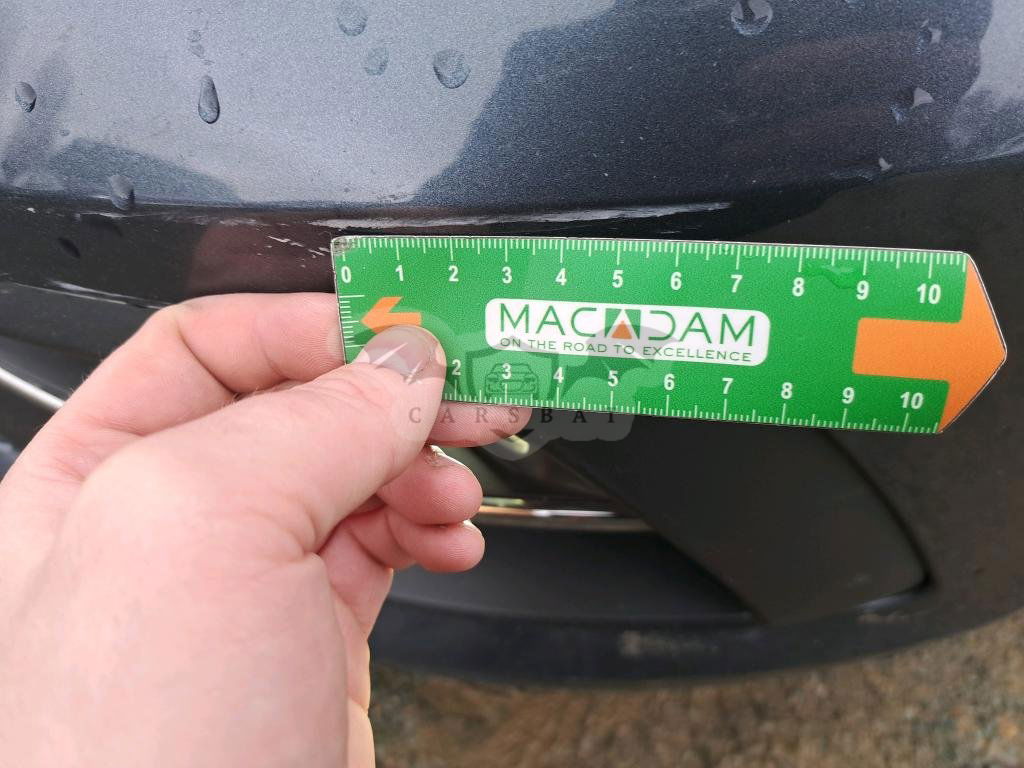 0 1 2 3 4 5 6 7 8 9 10
MACADAM
ON THE ROAD TO EXCELLENCE
2 3 4 5 6 7 8 9 10
CARSBAT